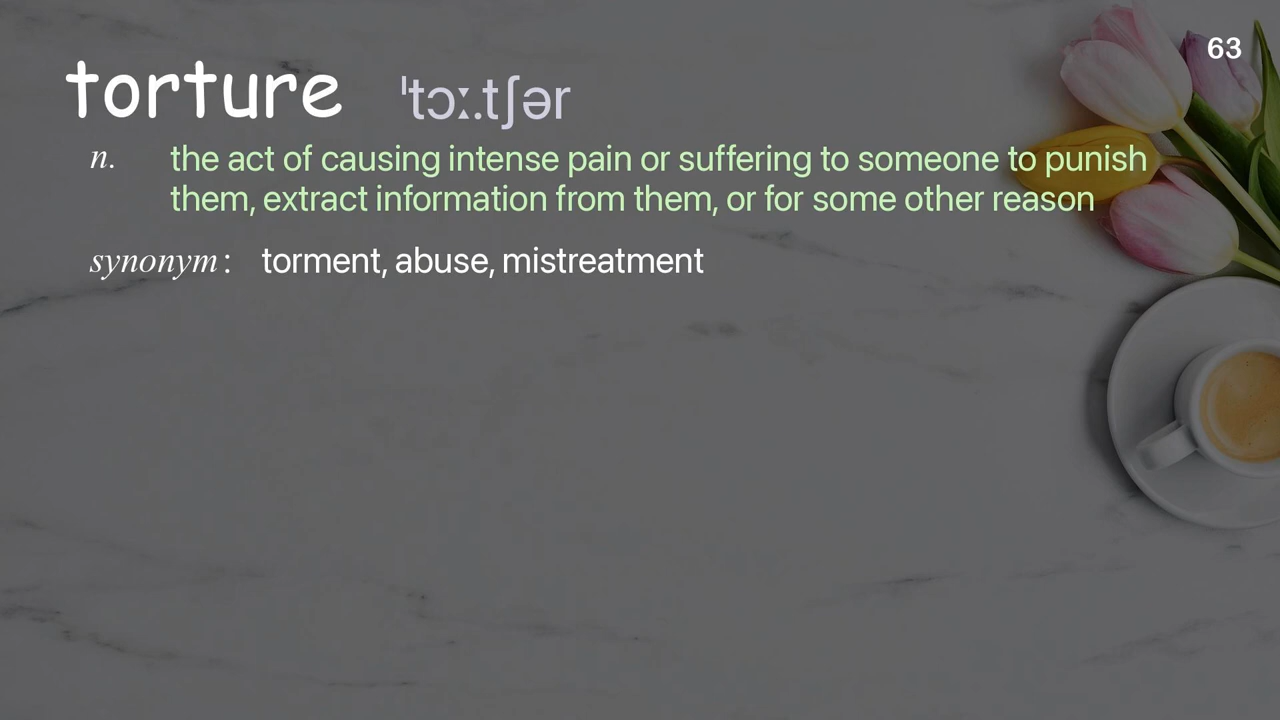 63
torture ˈtɔː.tʃər
n. the act of causing intense pain or suffering to someone to punish
them, extract information from them, or for some other reason
synonym : torment, abuse, mistreatment